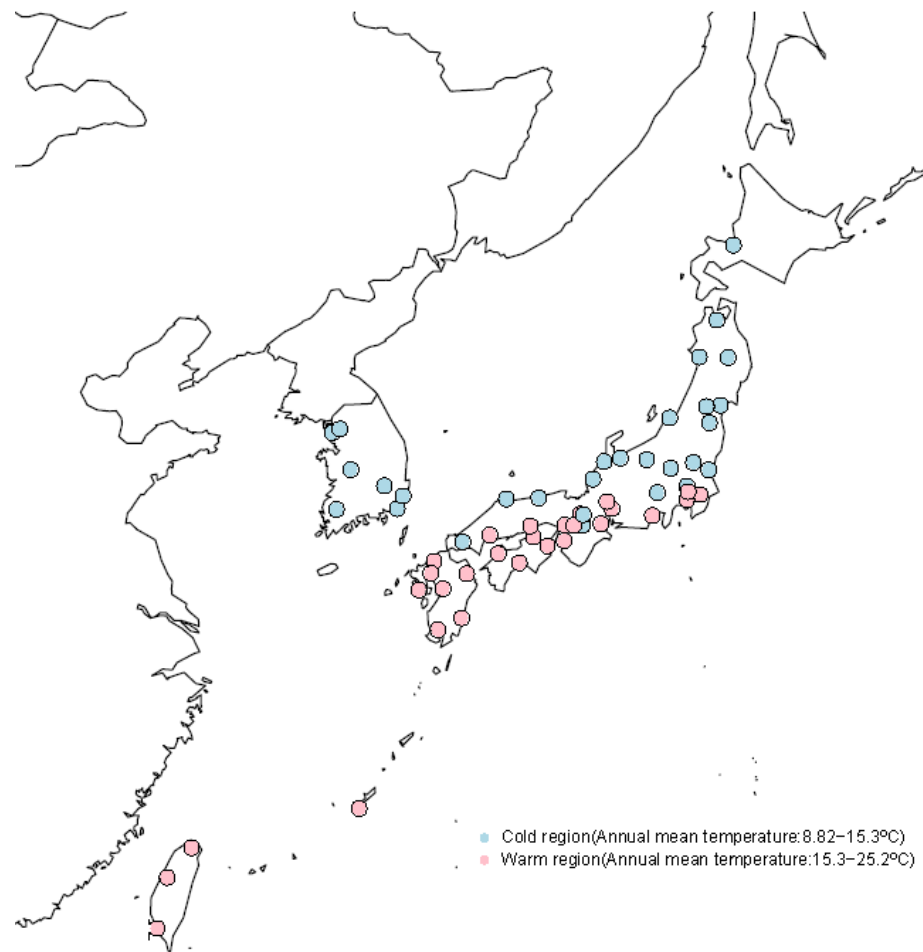 Cold region(Annual mean temperature:8.82−15.3ºC)
Warm region(Annual mean temperature:15.3−25.2ºC)